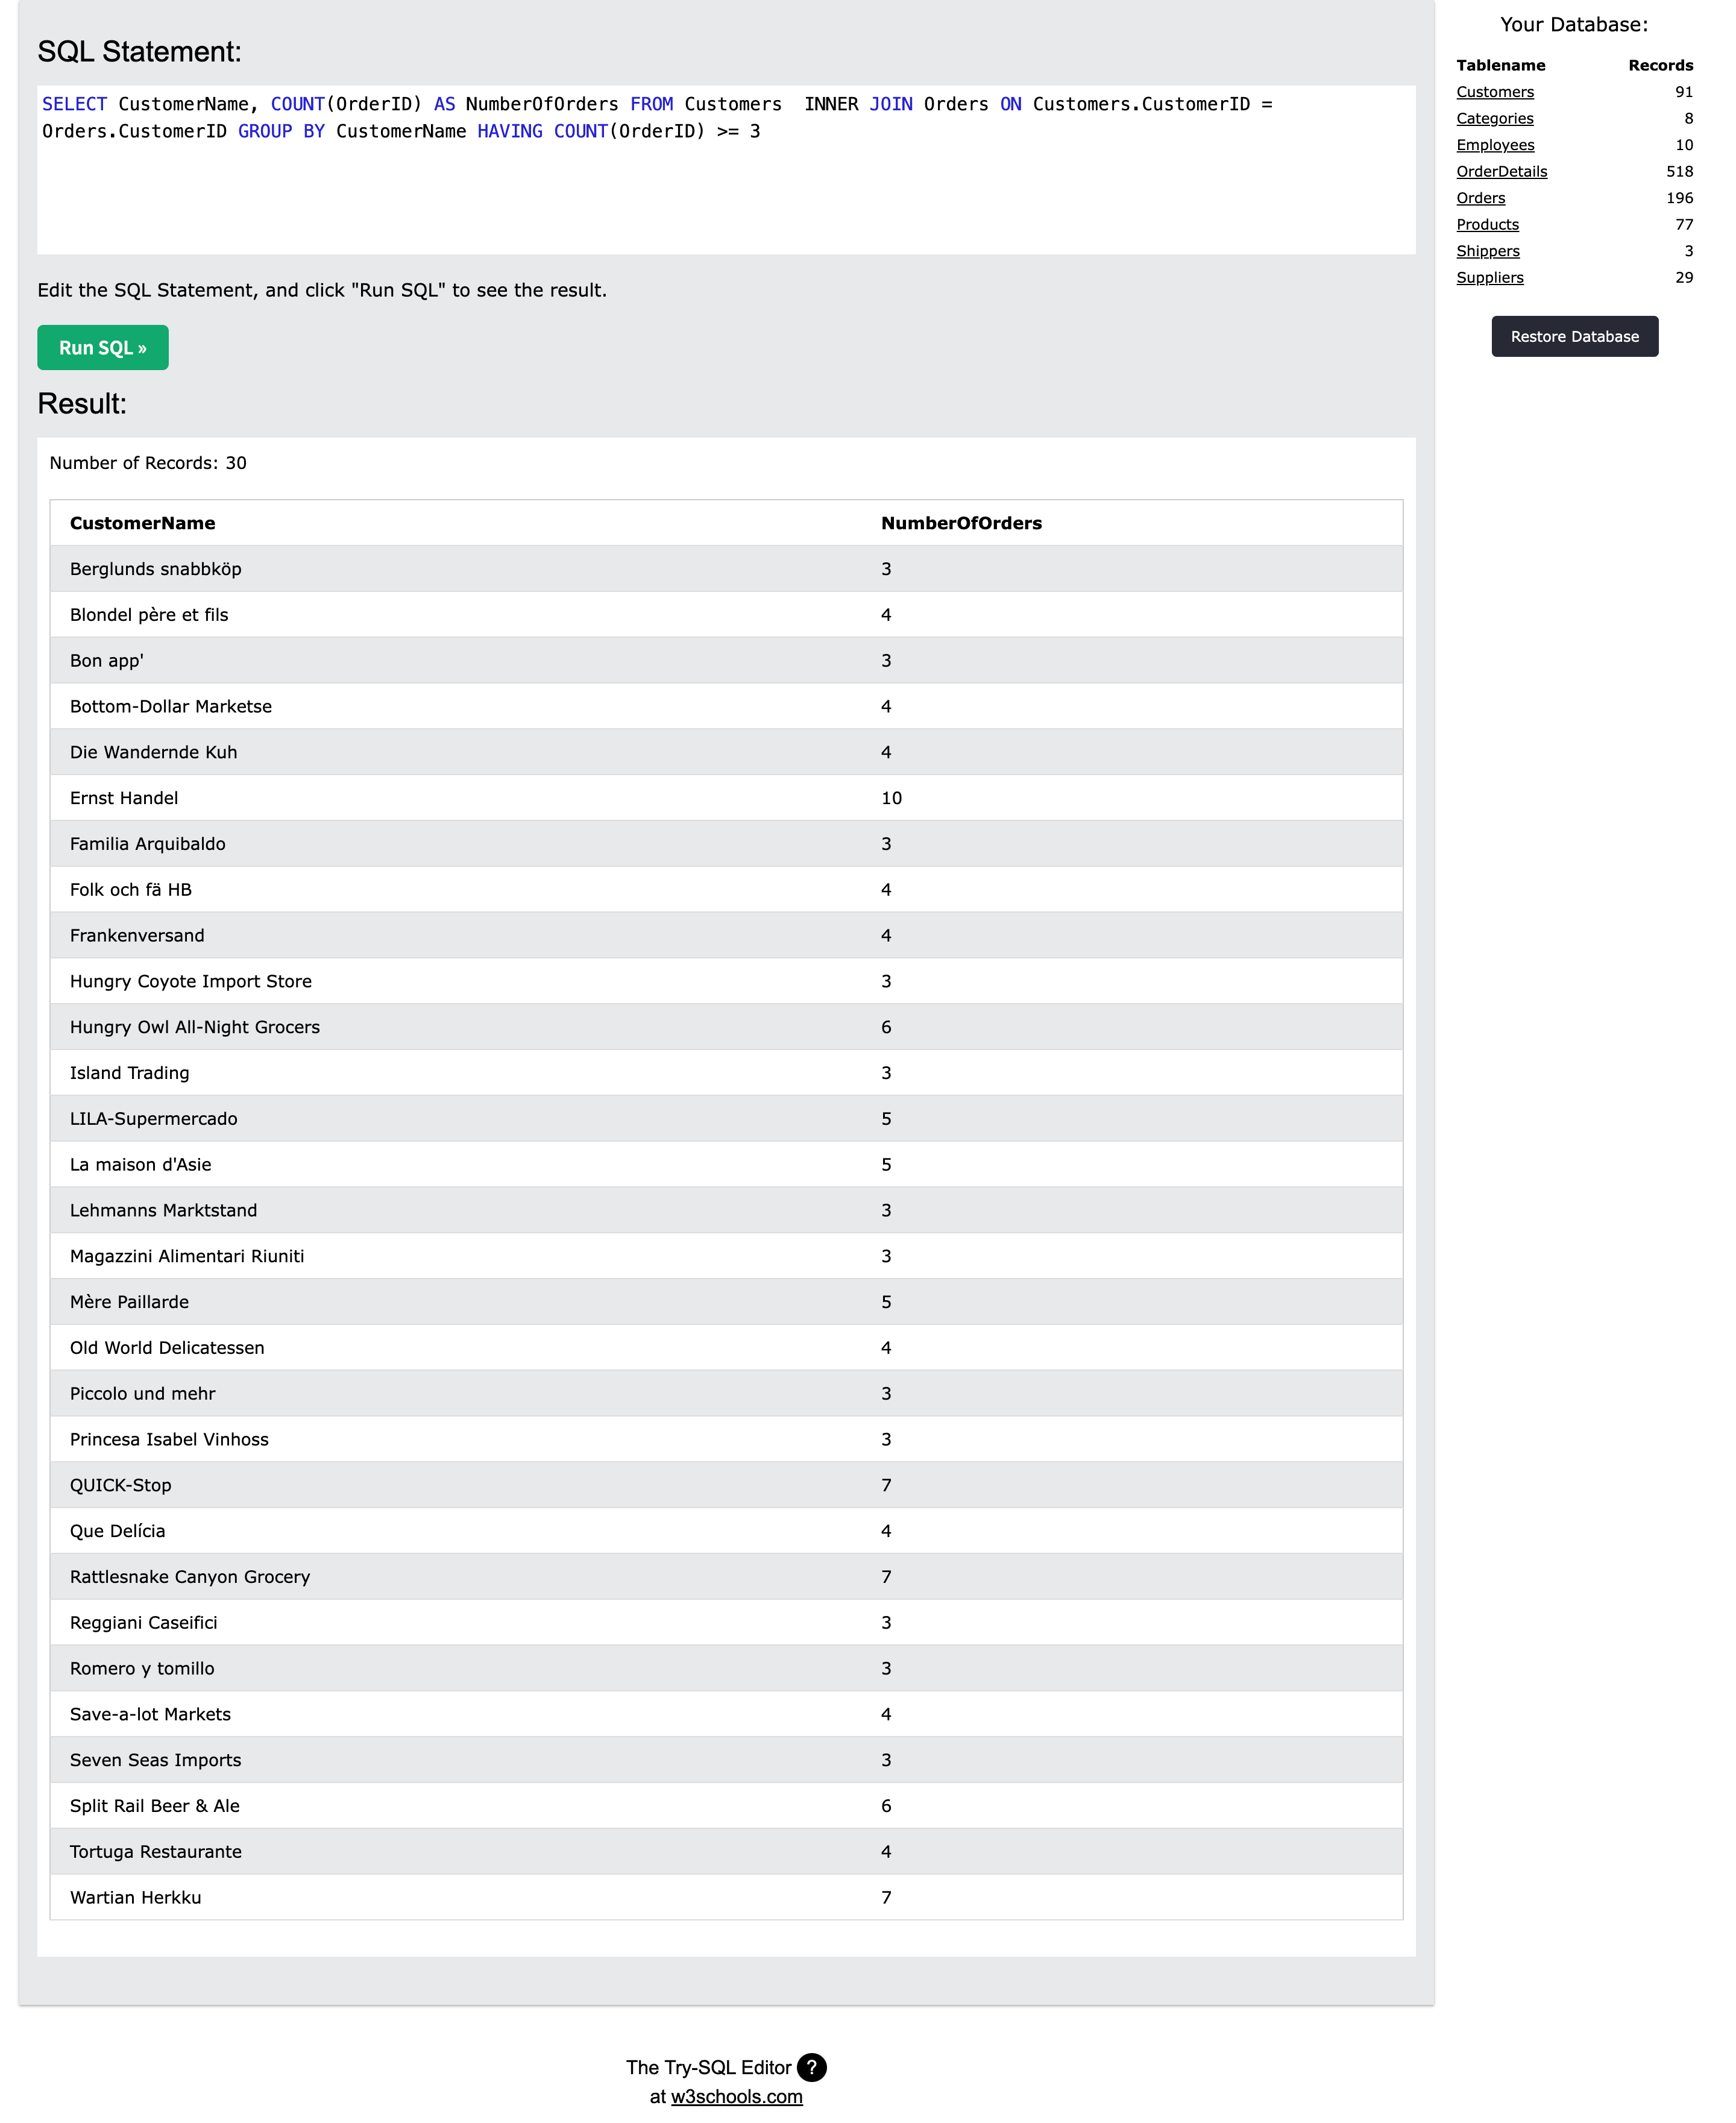 SQL Statement:
SELECT CustomerName, COUNT(OrderID) AS NumberOfOrders FROM Customers  INNER JOIN Orders ON Customers.CustomerID =
Orders.CustomerID GROUP BY CustomerName HAVING COUNT(OrderID) >= 3
Edit the SQL Statement, and click "Run SQL" to see the result.
Run SQL »
Result:
Number of Records: 30
CustomerName NumberOfOrders
Berglunds snabbköp 3
Blondel père et fils 4
Bon app' 3
Bottom-Dollar Marketse 4
Die Wandernde Kuh 4
Ernst Handel 10
Familia Arquibaldo 3
Folk och fä HB 4
Frankenversand 4
Hungry Coyote Import Store 3
Hungry Owl All-Night Grocers 6
Island Trading 3
LILA-Supermercado 5
La maison d'Asie 5
Lehmanns Marktstand 3
Magazzini Alimentari Riuniti 3
Mère Paillarde 5
Old World Delicatessen 4
Piccolo und mehr 3
Princesa Isabel Vinhoss 3
QUICK-Stop 7
Que Delícia 4
Rattlesnake Canyon Grocery 7
Reggiani Caseifici 3
Romero y tomillo 3
Save-a-lot Markets 4
Seven Seas Imports 3
Split Rail Beer & Ale 6
Tortuga Restaurante 4
Wartian Herkku 7
Your Database:
Tablename Records
Customers 91
Categories 8
Employees 10
OrderDetails 518
Orders 196
Products 77
Shippers 3
Suppliers 29
Restore Database
The Try-SQL Editor ?
at w3schools.com